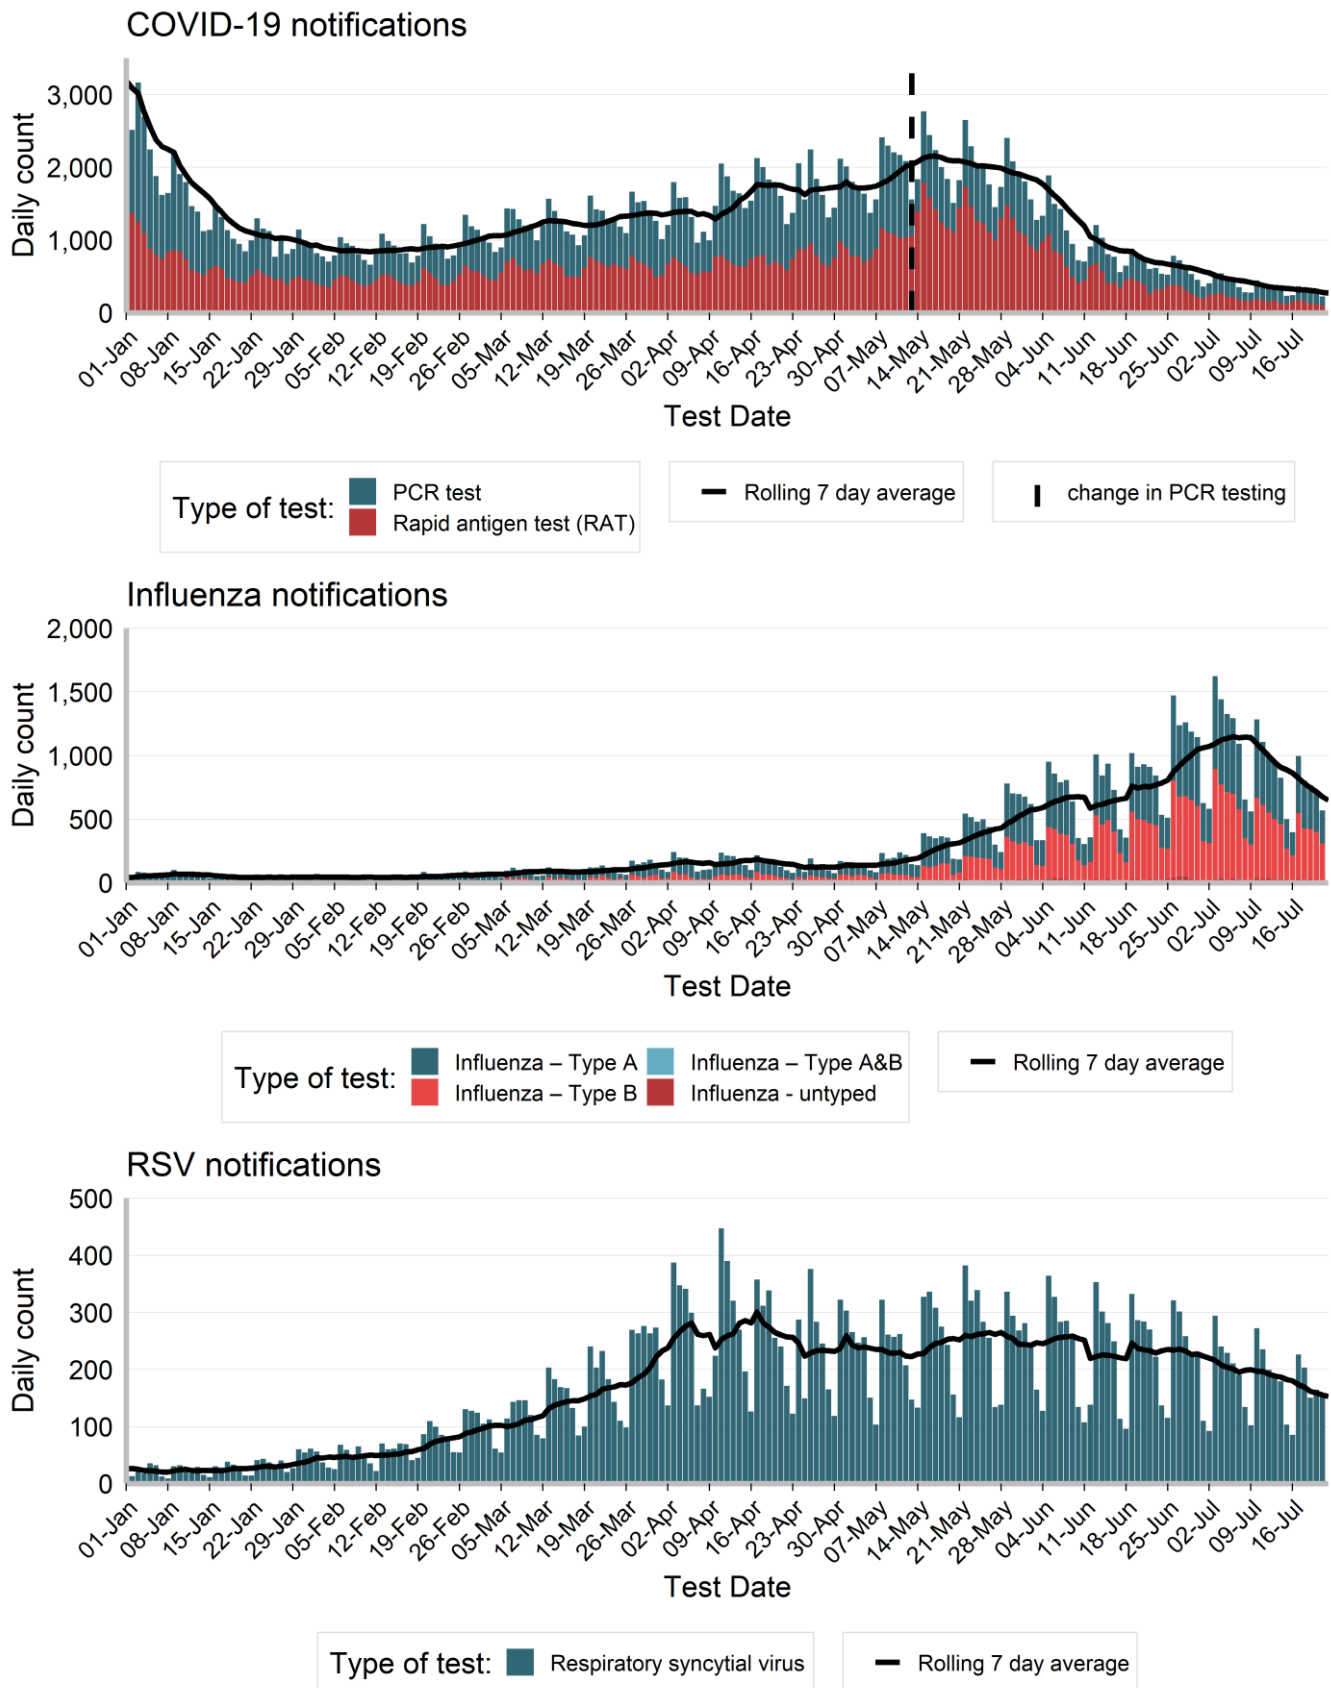 COVID-19 notifications
Daily count
3,000
2,000
1,000
0
01-Jan 08-Jan 15-Jan 22-Jan 29-Jan 05-Feb 12-Feb 19-Feb 26-Feb 05-Mar 12-Mar 19-Mar 26-Mar 02-Apr 09-Apr 16-Apr 23-Apr 30-Apr 07-May 14-May 21-May 28-May 04-Jun 11-Jun 18-Jun 25-Jun 02-Jul 09-Jul 16-Jul
Test Date
Type of test:
PCR test
Rapid antigen test (RAT)
Rolling 7 day average
change in PCR testing
Influenza notifications
Daily count
2,000
1,500
1,000
500
0
01-Jan 08-Jan 15-Jan 22-Jan 29-Jan 05-Feb 12-Feb 19-Feb 26-Feb 05-Mar 12-Mar 19-Mar 26-Mar 02-Apr 09-Apr 16-Apr 23-Apr 30-Apr 07-May 14-May 21-May 28-May 04-Jun 11-Jun 18-Jun 25-Jun 02-Jul 09-Jul 16-Jul
Test Date
Type of test:
Influenza – Type A
Influenza – Type A&B
Influenza – Type B
Influenza - untyped
Rolling 7 day average
RSV notifications
Daily count
500
400
300
200
100
0
01-Jan 08-Jan 15-Jan 22-Jan 29-Jan 05-Feb 12-Feb 19-Feb 26-Feb 05-Mar 12-Mar 19-Mar 26-Mar 02-Apr 09-Apr 16-Apr 23-Apr 30-Apr 07-May 14-May 21-May 28-May 04-Jun 11-Jun 18-Jun 25-Jun 02-Jul 09-Jul 16-Jul
Test Date
Type of test:
Respiratory syncytial virus
Rolling 7 day average